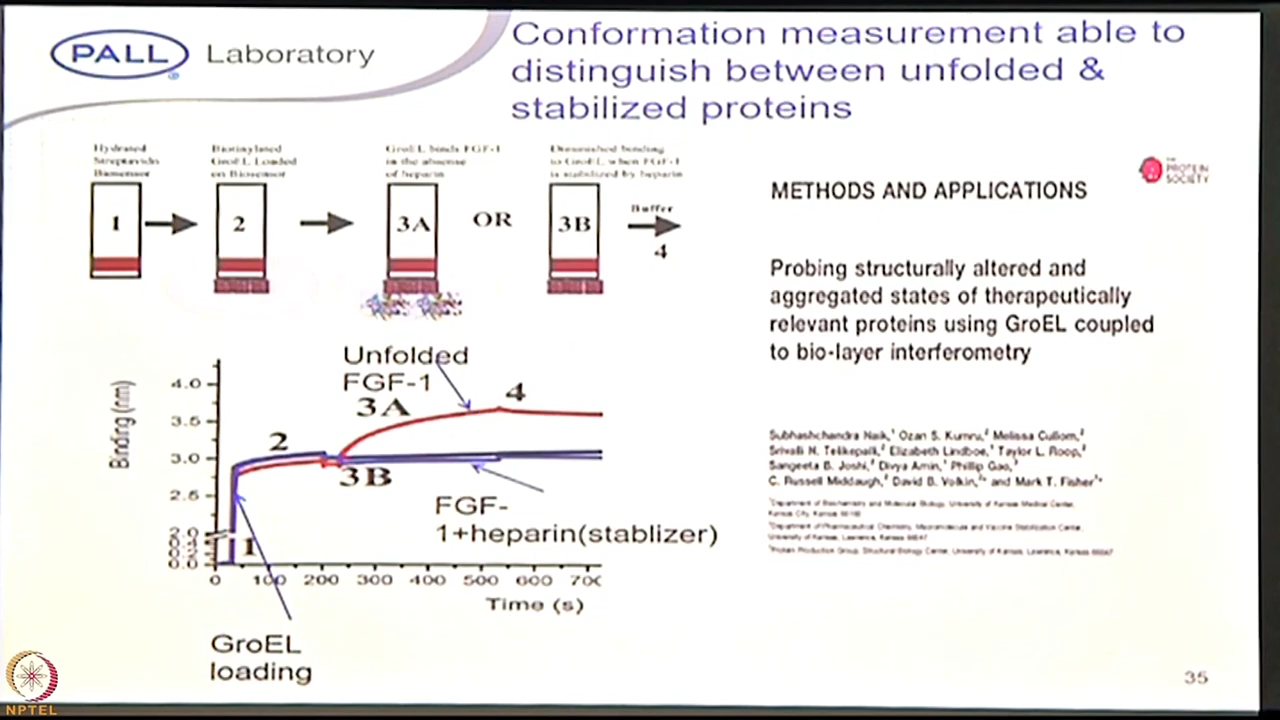 PALL Laboratory
Conformation measurement able to
distinguish between unfolded &
stabilized proteins
Hydrated
Streptavidin
Biosensor
Biotinylated
GroEL Loaded
on Biosensor
GroEL binds FGF-1
in the absense
of heparin
Diminished binding
to GroEL when FGF-1
is stabilized by heparin
1
2
3A
OR
3B
Buffer
4
THE
PROTEIN
SOCIETY
METHODS AND APPLICATIONS
Probing structurally altered and
aggregated states of therapeutically
relevant proteins using GroEL coupled
to bio-layer interferometry
Subhashchandra Naik,1 Ozan S. Kumru,2 Melissa Cullom,2
Srivalli N. Telikepalli,2 Elizabeth Lindboe,1 Taylor L. Roop,2
Sangeeta B. Joshi,2 Divya Amin,1 Phillip Gao,3
C. Russell Middaugh,2 David B. Volkin,2* and Mark T. Fisher1*
1Department of Biochemistry and Molecular Biology, University of Kansas Medical Center,
Kansas City, Kansas
2Department of Pharmaceutical Chemistry, Macromolecule and Vaccine Stabilization Center,
University of Kansas, Lawrence, Kansas
3Protein Production Group, Structural Biology Center, University of Kansas, Lawrence, Kansas
Unfolded
FGF-1
3A
4
2
3B
1
Binding (nm)
4.0
3.5
3.0
2.5
2.0
0.0
FGF-
1+heparin(stablizer)
0 100 200 300 400 500 600 70
Time (s)
GroEL
loading
35
NPTEL